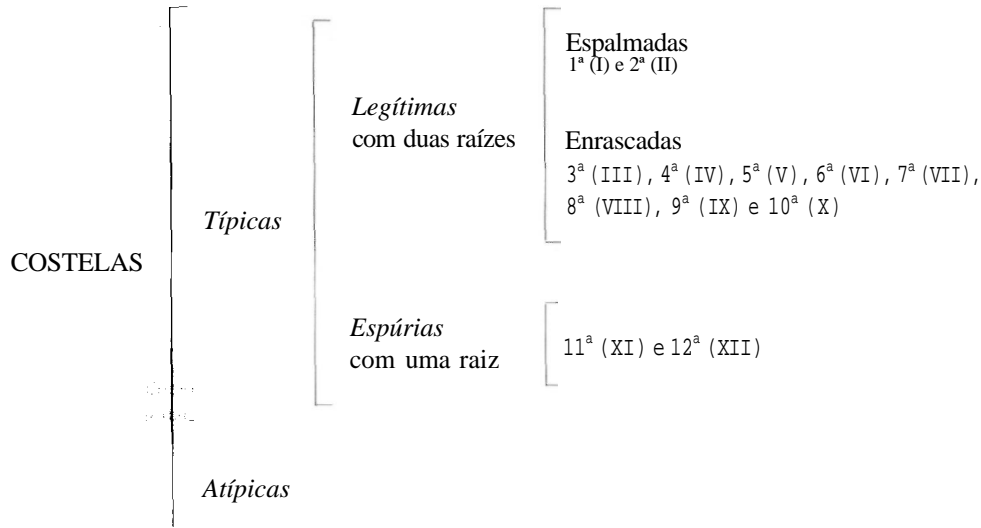 COSTELAS
Típicas
Legítimas
com duas raízes
Espalmadas
1ª (I) e 2ª (II)
Enrascadas
3ª (III), 4ª (IV), 5ª (V), 6ª (VI), 7ª (VII),
8ª (VIII), 9ª (IX) e 10ª (X)
Espúrias
com uma raiz
11ª (XI) e 12ª (XII)
Atípicas